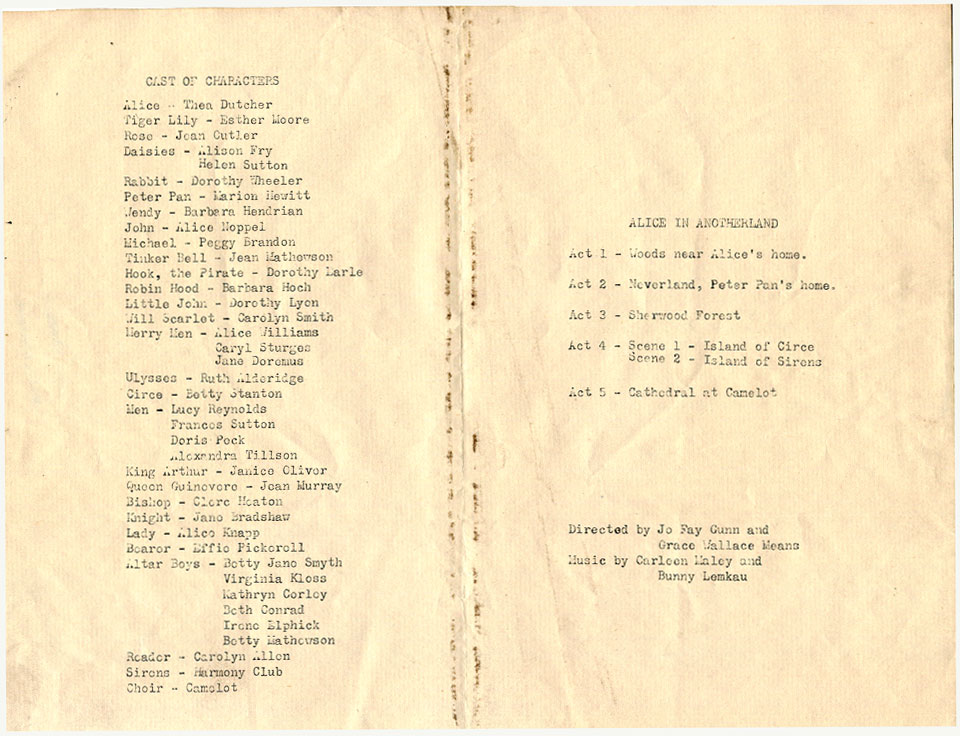 CAST OF CHARACTERS
Alice - Thea Dutcher
Tiger Lily - Esther Moore
Rose - Jean Cutler
Daisies - Alison Fry
Helen Sutton
Rabbit - Dorothy Wheeler
Peter Pan - Marion Hewitt
Wendy - Barbara Hendrian
John - Alice Noppel
Michael - Peggy Brandon
Tinker Bell - Jean Mathewson
Hook, the Pirate - Dorothy Earle
Robin Hood - Barbara Hoch
Little John - Dorothy Lyon
Will Scarlet - Carolyn Smith
Merry Men - Alice Williams
Caryl Sturges
Jane Doremus
Ulysses - Ruth Alderidge
Circe - Betty Stanton
Men - Lucy Reynolds
Frances Sutton
Doris Peck
Alexandra Tillson
King Arthur - Janice Oliver
Queen Guinevere - Jean Murray
Bishop - Clere Heaton
Knight - Jane Bradshaw
Lady - Alice Knapp
Bearer - Effie Pickerell
Altar Boys - Betty Jane Smyth
Virginia Kloss
Kathryn Corley
Beth Conrad
Irene Elphick
Betty Mathewson
Reader - Carolyn Allen
Sirens - Harmony Club
Choir - Camelot
ALICE IN ANOTHERLAND
Act 1 - Woods near Alice's home.
Act 2 - Neverland, Peter Pan's home.
Act 3 - Sherwood Forest
Act 4 - Scene 1 - Island of Circe
Scene 2 - Island of Sirens
Act 5 - Cathedral at Camelot
Directed by Jo Fay Gunn and
Grace Wallace Means
Music by Carleen Maley and
Bunny Lemkau